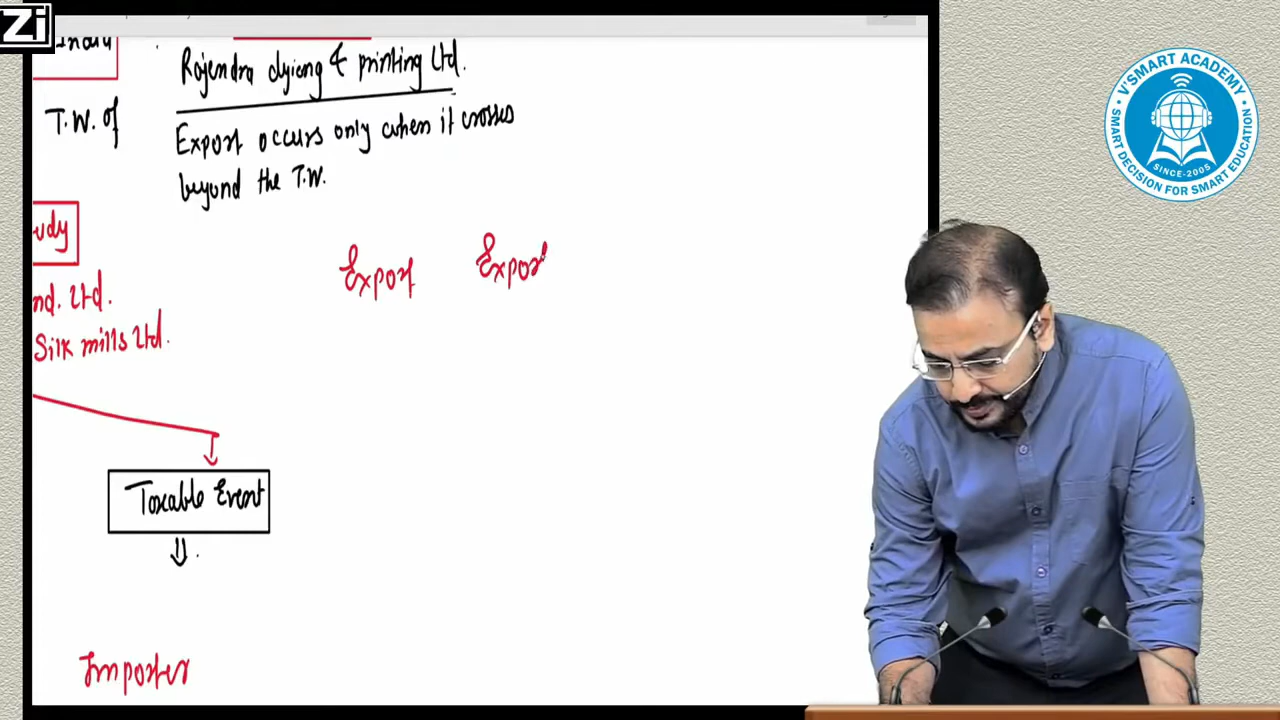 Zi
Rajendra dyieng & printing Ltd.
T.W. of
Export occurs only when it crosses
beyond the T.W.
udy
nd. Ltd.
Silk mills Ltd.
Export Export
Taxable Event
Importer
V'SMART ACADEMY
SINCE-2005
SMART DECISION FOR SMART EDUCATION